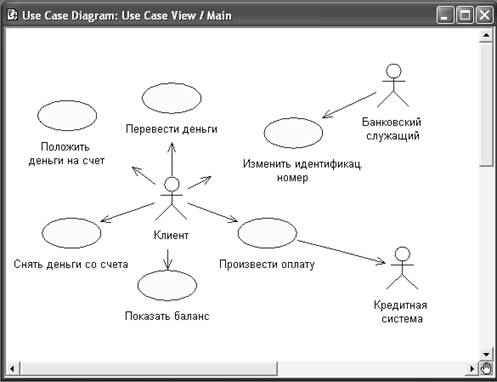 Use Case Diagram: Use Case View / Main
Перевести деньги
Банковский
служащий
Положить
деньги на счет
Изменить идентификац.
номер
Клиент
Снять деньги со счета
Произвести оплату
Показать баланс
Кредитная
система